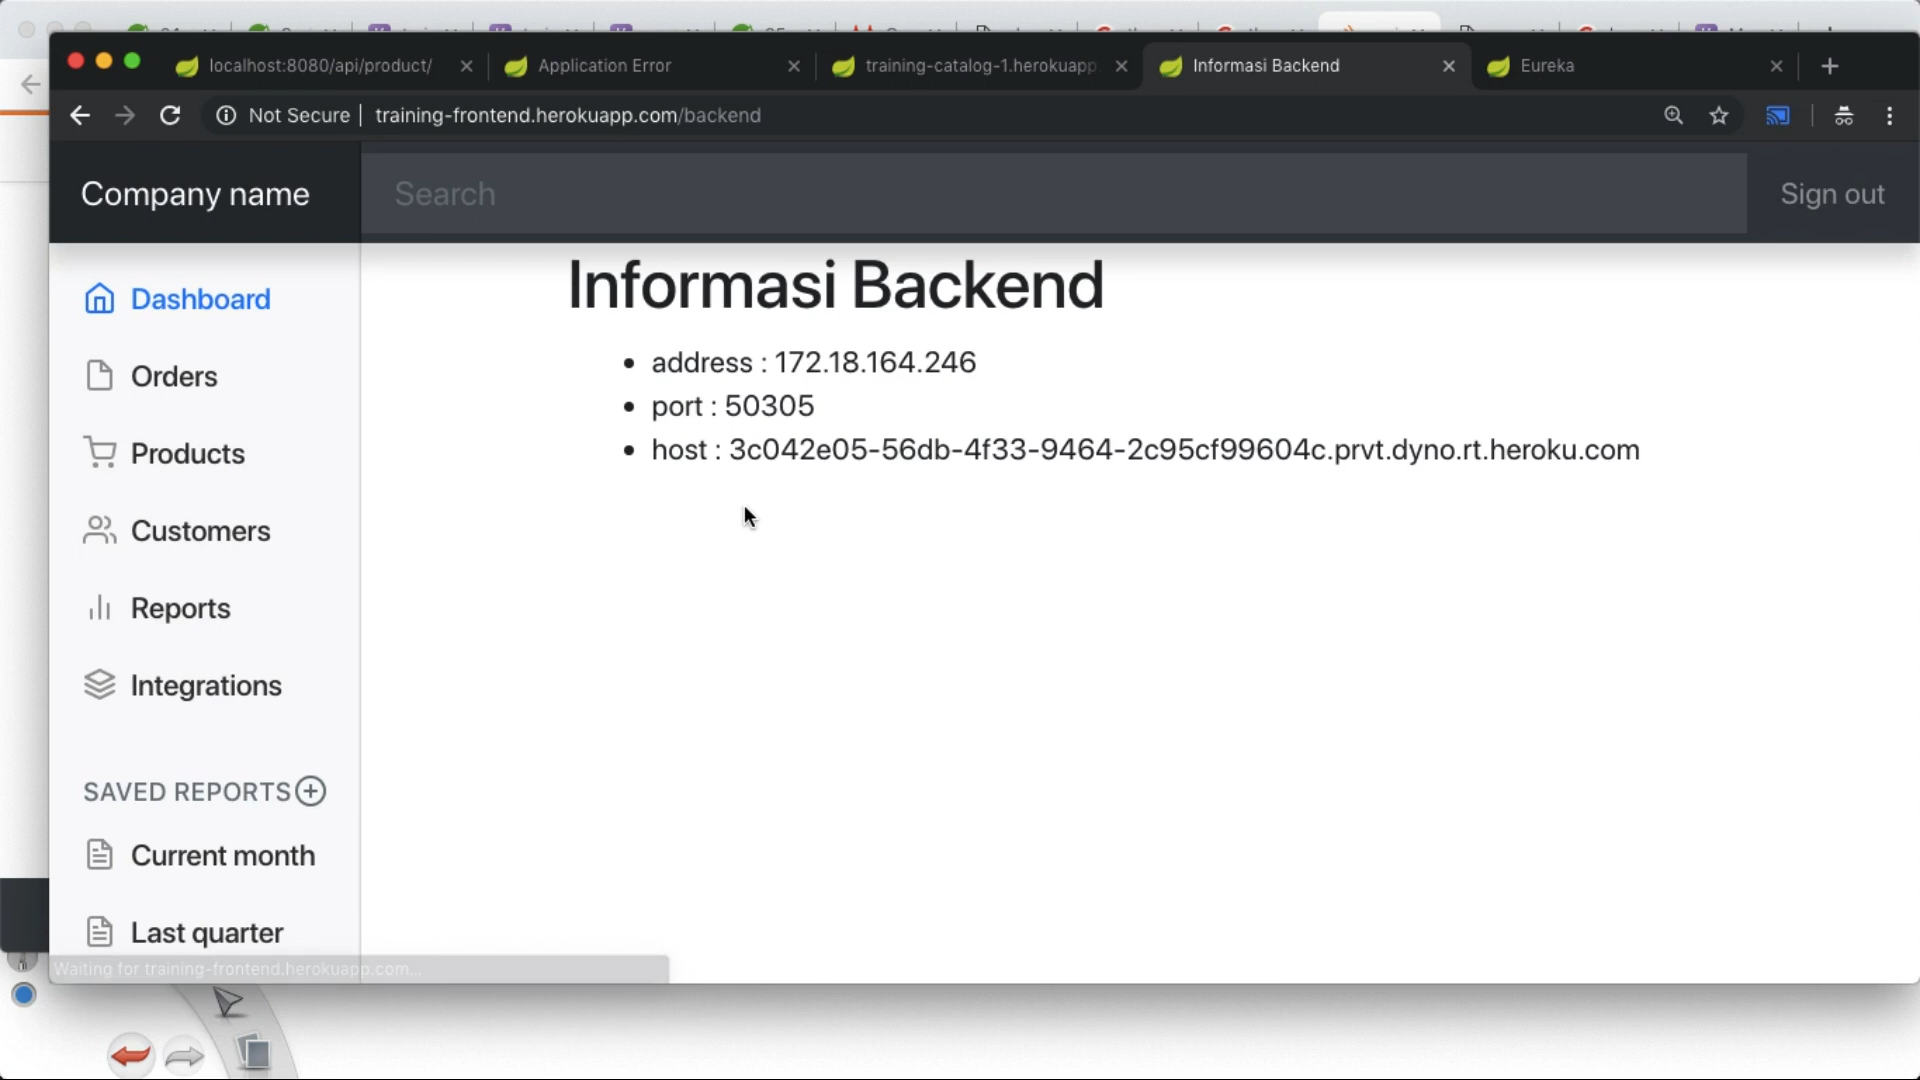 localhost:8080/api/product/
Application Error
training-catalog-1.herokuapp.
Informasi Backend
Eureka
Not Secure
training-frontend.herokuapp.com/backend
Company name
Search
Sign out
Dashboard
Orders
Products
Customers
Reports
Integrations
SAVED REPORTS
Current month
Last quarter
Informasi Backend
• address : 172.18.164.246
• port : 50305
• host : 3c042e05-56db-4f33-9464-2c95cf99604c.prvt.dyno.rt.heroku.com
Waiting for training-frontend.herokuapp.com...